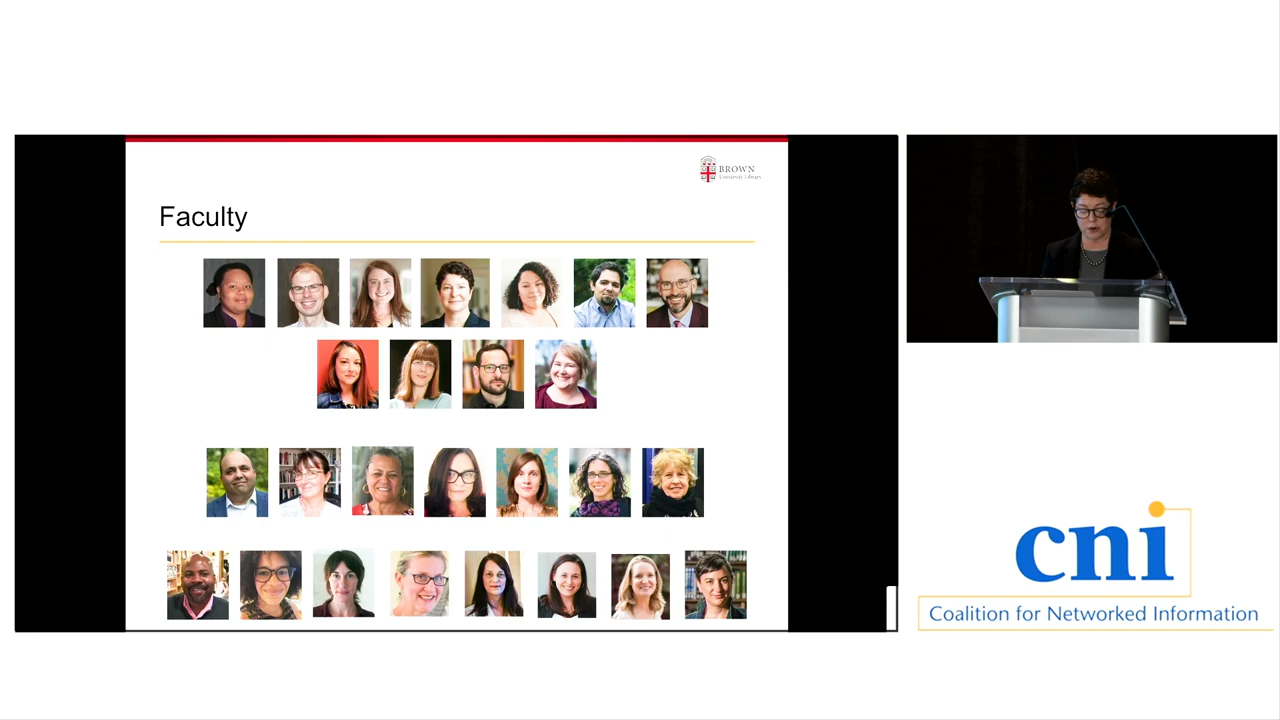 BROWN
University Library
Faculty
cni
Coalition for Networked Information